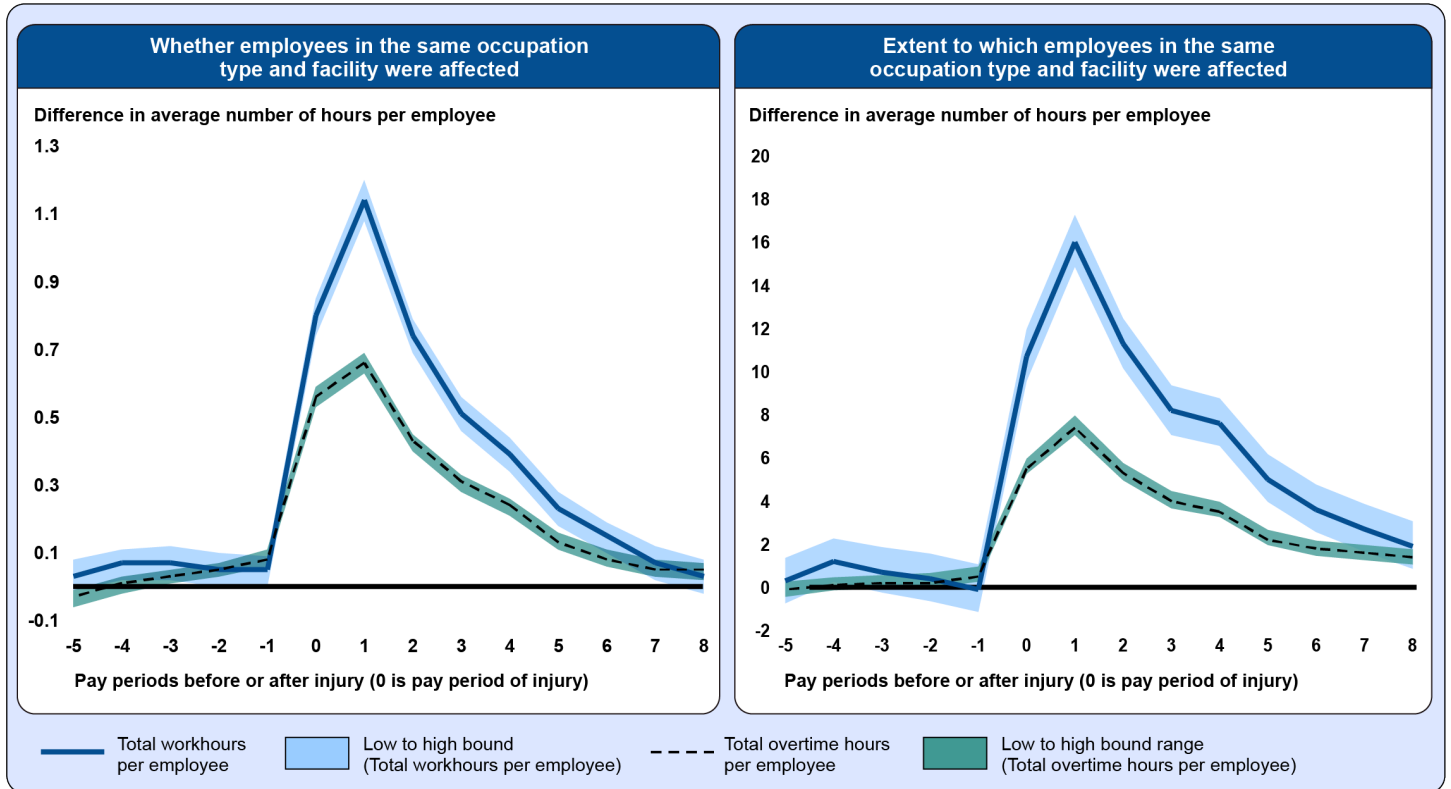 Whether employees in the same occupation
type and facility were affected
Difference in average number of hours per employee
1.3
1.1
0.9
0.7
0.5
0.3
0.1
-0.1
-5 -4 -3 -2 -1 0 1 2 3 4 5 6 7 8
Pay periods before or after injury (0 is pay period of injury)
Extent to which employees in the same
occupation type and facility were affected
Difference in average number of hours per employee
20
18
16
14
12
10
8
6
4
2
0
-2
-5 -4 -3 -2 -1 0 1 2 3 4 5 6 7 8
Pay periods before or after injury (0 is pay period of injury)
Total workhours
per employee
Low to high bound
(Total workhours per employee)
Total overtime hours
per employee
Low to high bound range
(Total overtime hours per employee)